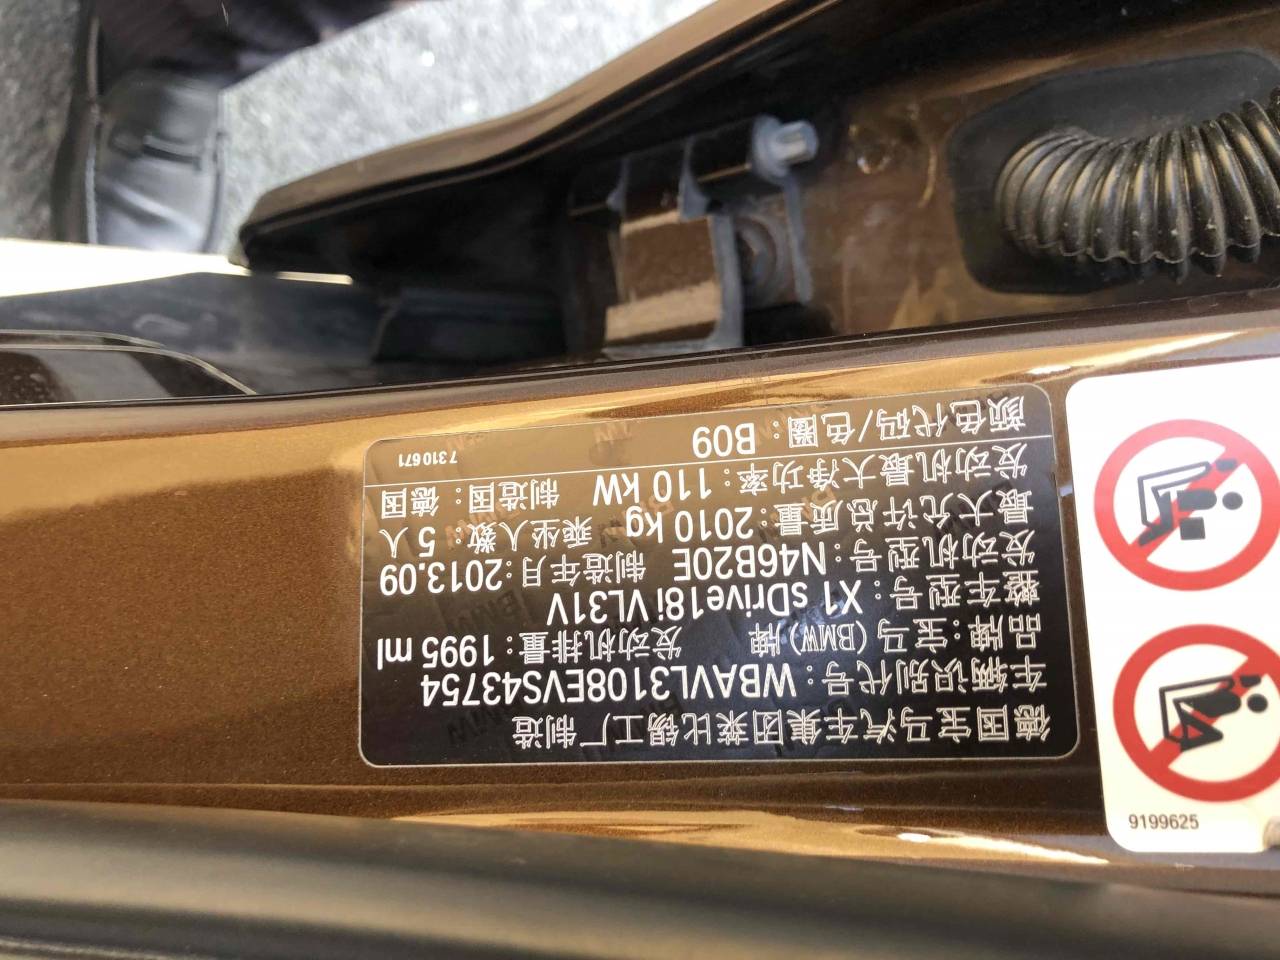 德国宝马汽车集团莱比锡工厂制造
车辆识别代号：WBAVL3108EVS43754
品牌：宝马(BMW)牌 发动机排量：1995 ml
整车型号：X1 sDrive18i VL31V
发动机型号：N46B20E 制造年月：2013.09
最大允许总质量：2010 kg 乘坐人数：5人
发动机最大净功率：110 kW 制造国：德国
颜色代码/色圈：B09
7310671
9199625